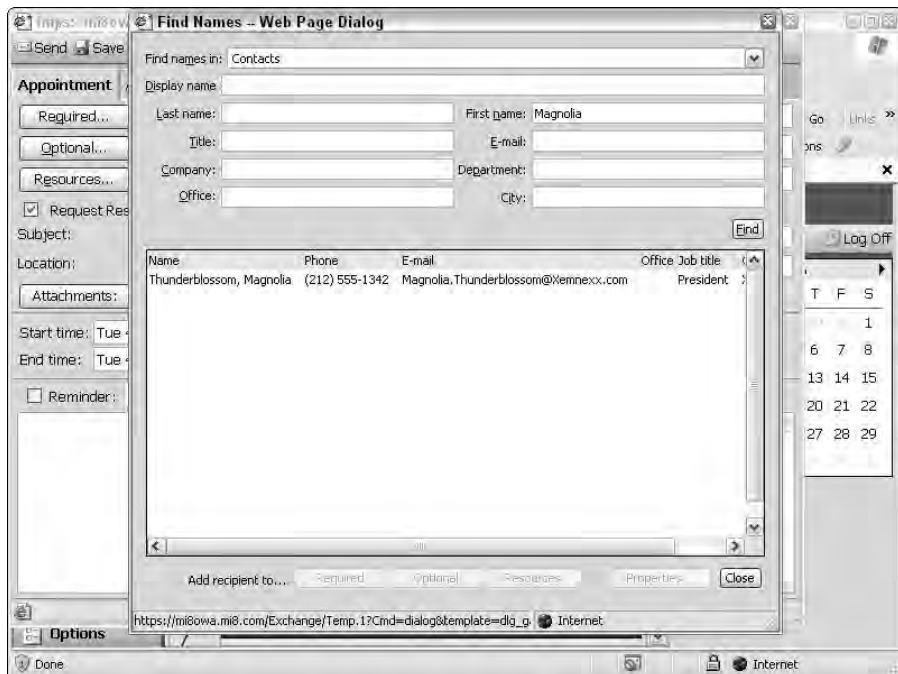 Find Names -- Web Page Dialog
Send Save
Find names in: Contacts
Display name
Appointment
Last name: First name: Magnolia
Required...
Title: E-mail:
Go Links »
Optional...
Company: Department:
Resources...
Office: City:
Request Res
Find
Subject:
Log Off
Location:
Name Phone E-mail Office Job title
Thunderblossom, Magnolia (212) 555-1342 Magnolia.Thunderblossom@Xemnexx.com President
Attachments:
T F S
1
Start time: Tue
6 7 8
End time: Tue
13 14 15
Reminder:
20 21 22
27 28 29
Add recipient to... Required Optional Resources Properties Close
https://mi8owa.mi8.com/Exchange/Temp.1?Cmd=dialog&template=dlg_g Internet
Options
Done Internet